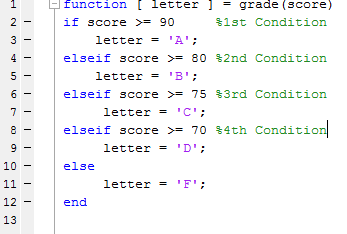 1 function [ letter ] = grade(score)
2 - if score >= 90 %1st Condition
3 - letter = 'A';
4 - elseif score >= 80 %2nd Condition
5 - letter = 'B';
6 - elseif score >= 75 %3rd Condition
7 - letter = 'C';
8 - elseif score >= 70 %4th Condition
9 - letter = 'D';
10 - else
11 - letter = 'F';
12 - end
13